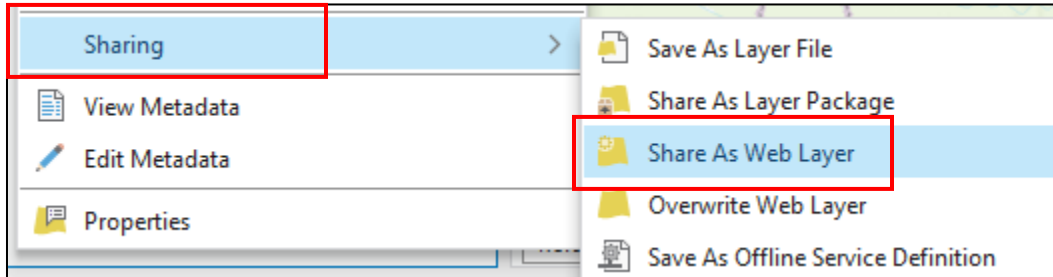 Sharing
View Metadata
Edit Metadata
Properties
Save As Layer File
Share As Layer Package
Share As Web Layer
Overwrite Web Layer
Save As Offline Service Definition